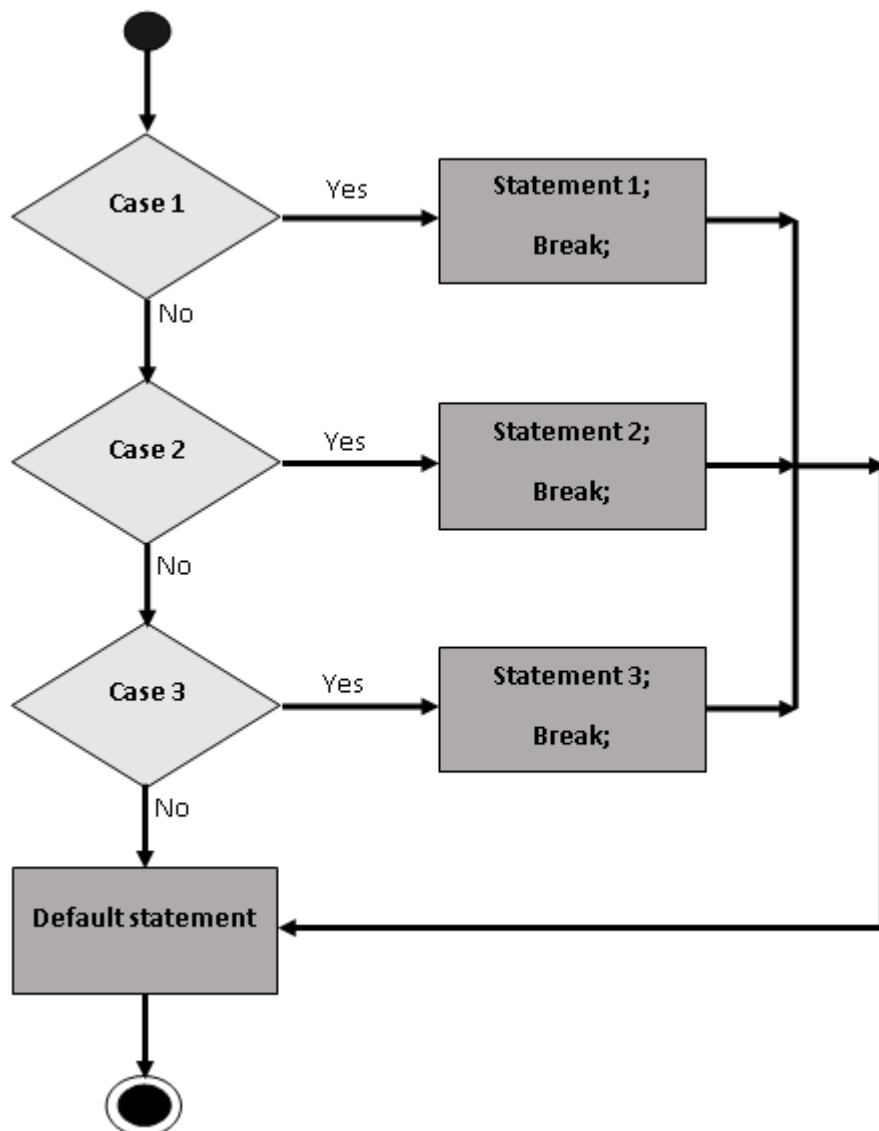 Case 1
Yes
Statement 1;
Break;
No
Case 2
Yes
Statement 2;
Break;
No
Case 3
Yes
Statement 3;
Break;
No
Default statement